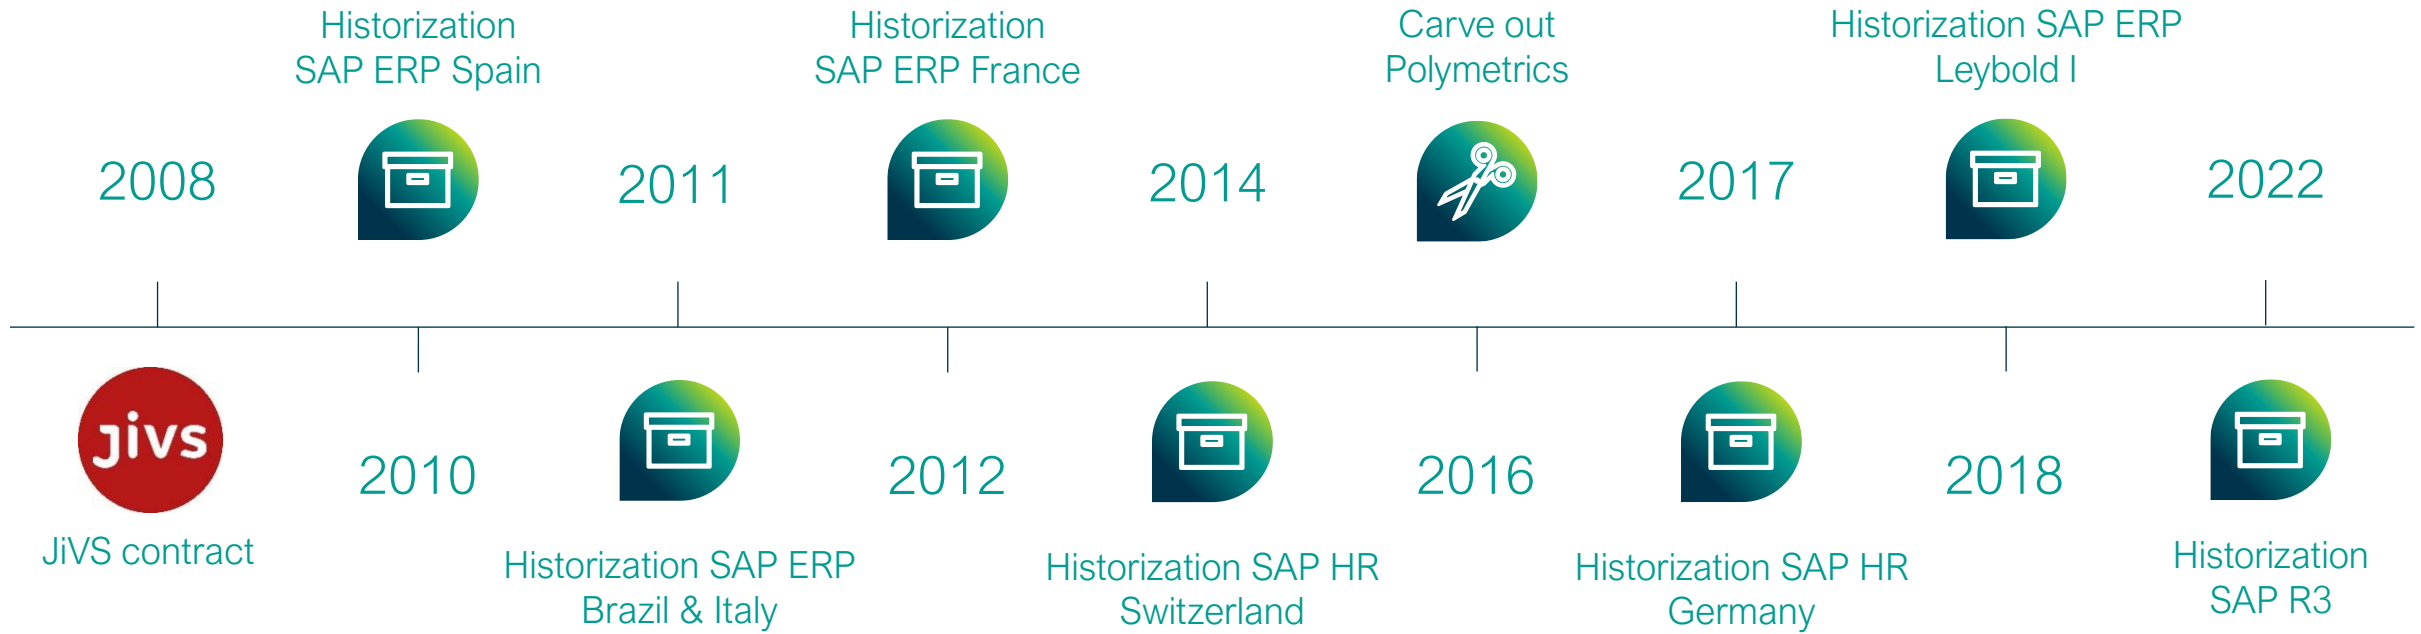 2008
JiVS
JiVS contract
Historization
SAP ERP Spain
2010
2011
Historization SAP ERP
Brazil & Italy
Historization
SAP ERP France
2012
2014
Historization SAP HR
Switzerland
Carve out
Polymetrics
2016
2017
Historization SAP HR
Germany
Historization SAP ERP
Leybold I
2018
2022
Historization
SAP R3